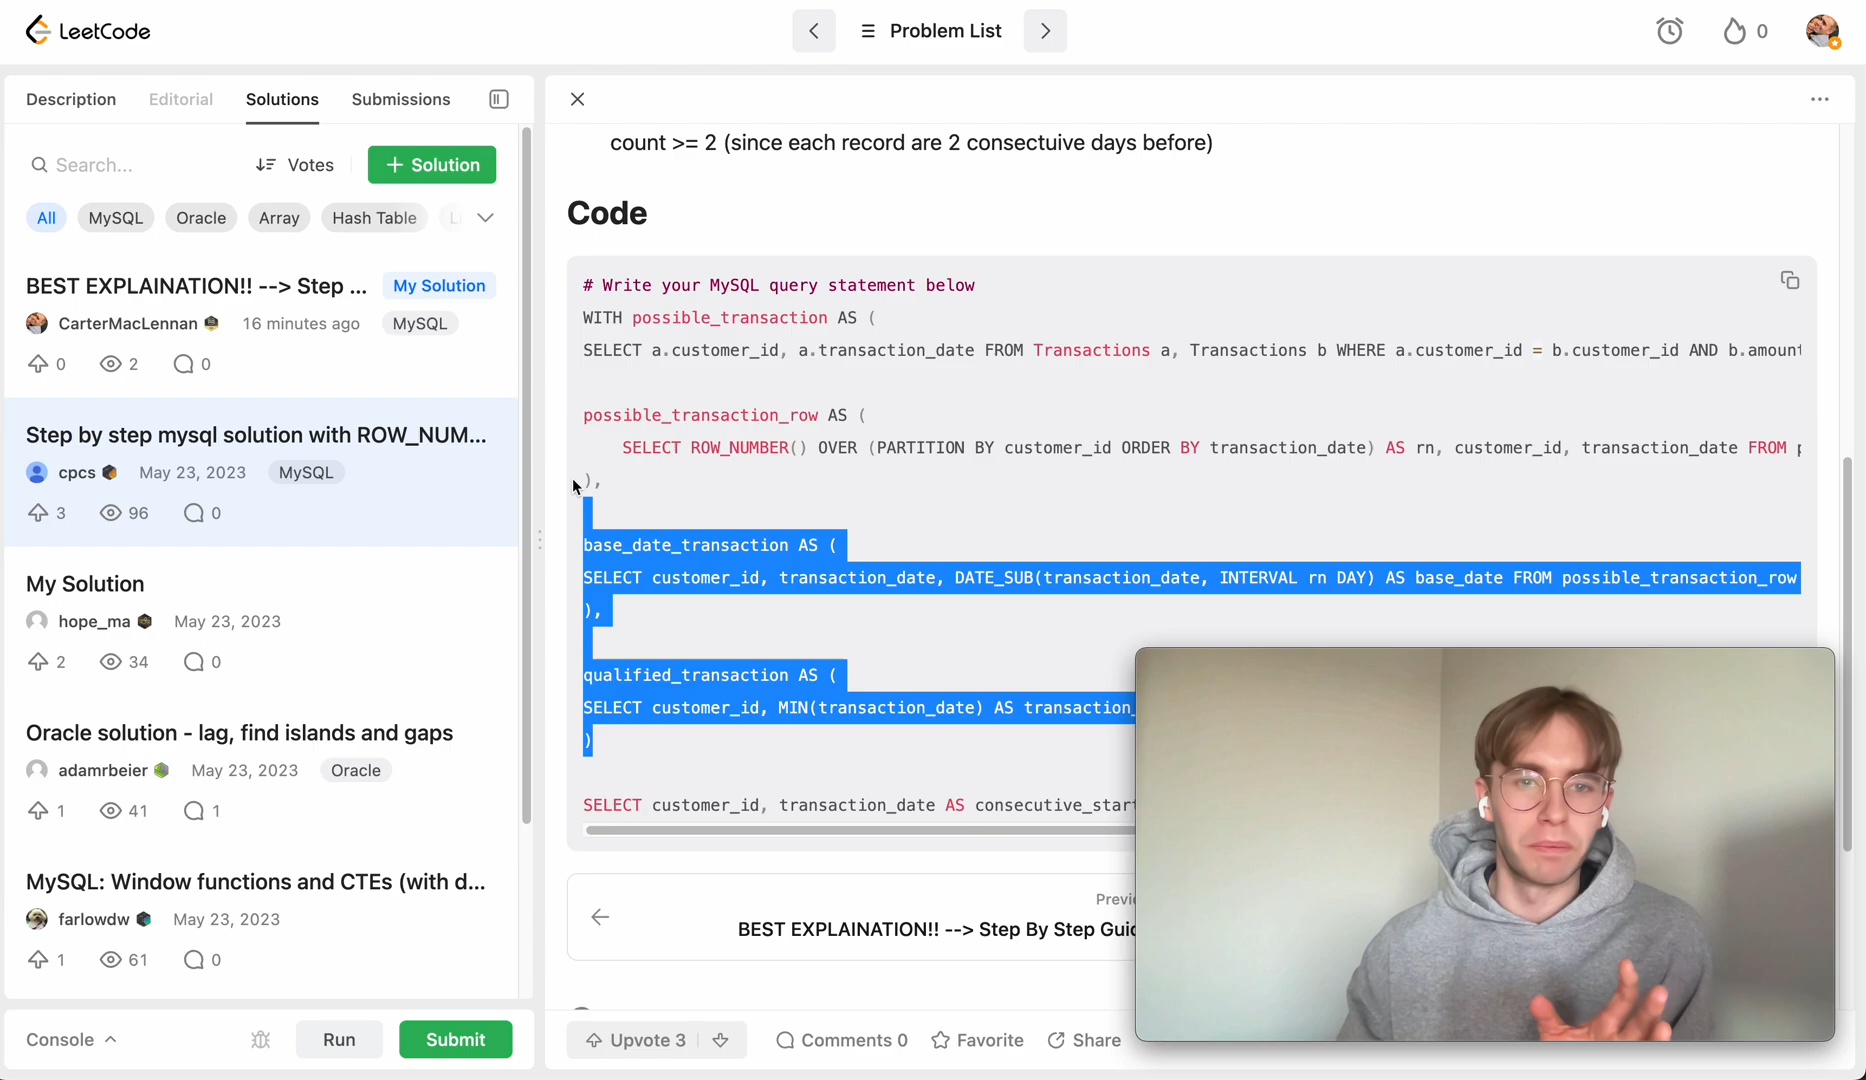 LeetCode
Problem List
0
Description
Editorial
Solutions
Submissions
Search...
Votes
+ Solution
All
MySQL
Oracle
Array
Hash Table
BEST EXPLAINATION!! --> Step ...
My Solution
CarterMacLennan
16 minutes ago
MySQL
0
2
0
Step by step mysql solution with ROW_NUM...
cpcs
May 23, 2023
MySQL
3
96
0
My Solution
hope_ma
May 23, 2023
2
34
0
Oracle solution - lag, find islands and gaps
adamrbeier
May 23, 2023
Oracle
1
41
1
MySQL: Window functions and CTEs (with d...
farlowdw
May 23, 2023
1
61
0
Console
Run
Submit
count >= 2 (since each record are 2 consectuive days before)
Code
# Write your MySQL query statement below
WITH possible_transaction AS (
SELECT a.customer_id, a.transaction_date FROM Transactions a, Transactions b WHERE a.customer_id = b.customer_id AND b.amount
possible_transaction_row AS (
SELECT ROW_NUMBER() OVER (PARTITION BY customer_id ORDER BY transaction_date) AS rn, customer_id, transaction_date FROM p
),
base_date_transaction AS (
SELECT customer_id, transaction_date, DATE_SUB(transaction_date, INTERVAL rn DAY) AS base_date FROM possible_transaction_row
),
qualified_transaction AS (
SELECT customer_id, MIN(transaction_date) AS transaction_
)
SELECT customer_id, transaction_date AS consecutive_start
Previ
BEST EXPLAINATION!! --> Step By Step Guid
Upvote 3
Comments 0
Favorite
Share